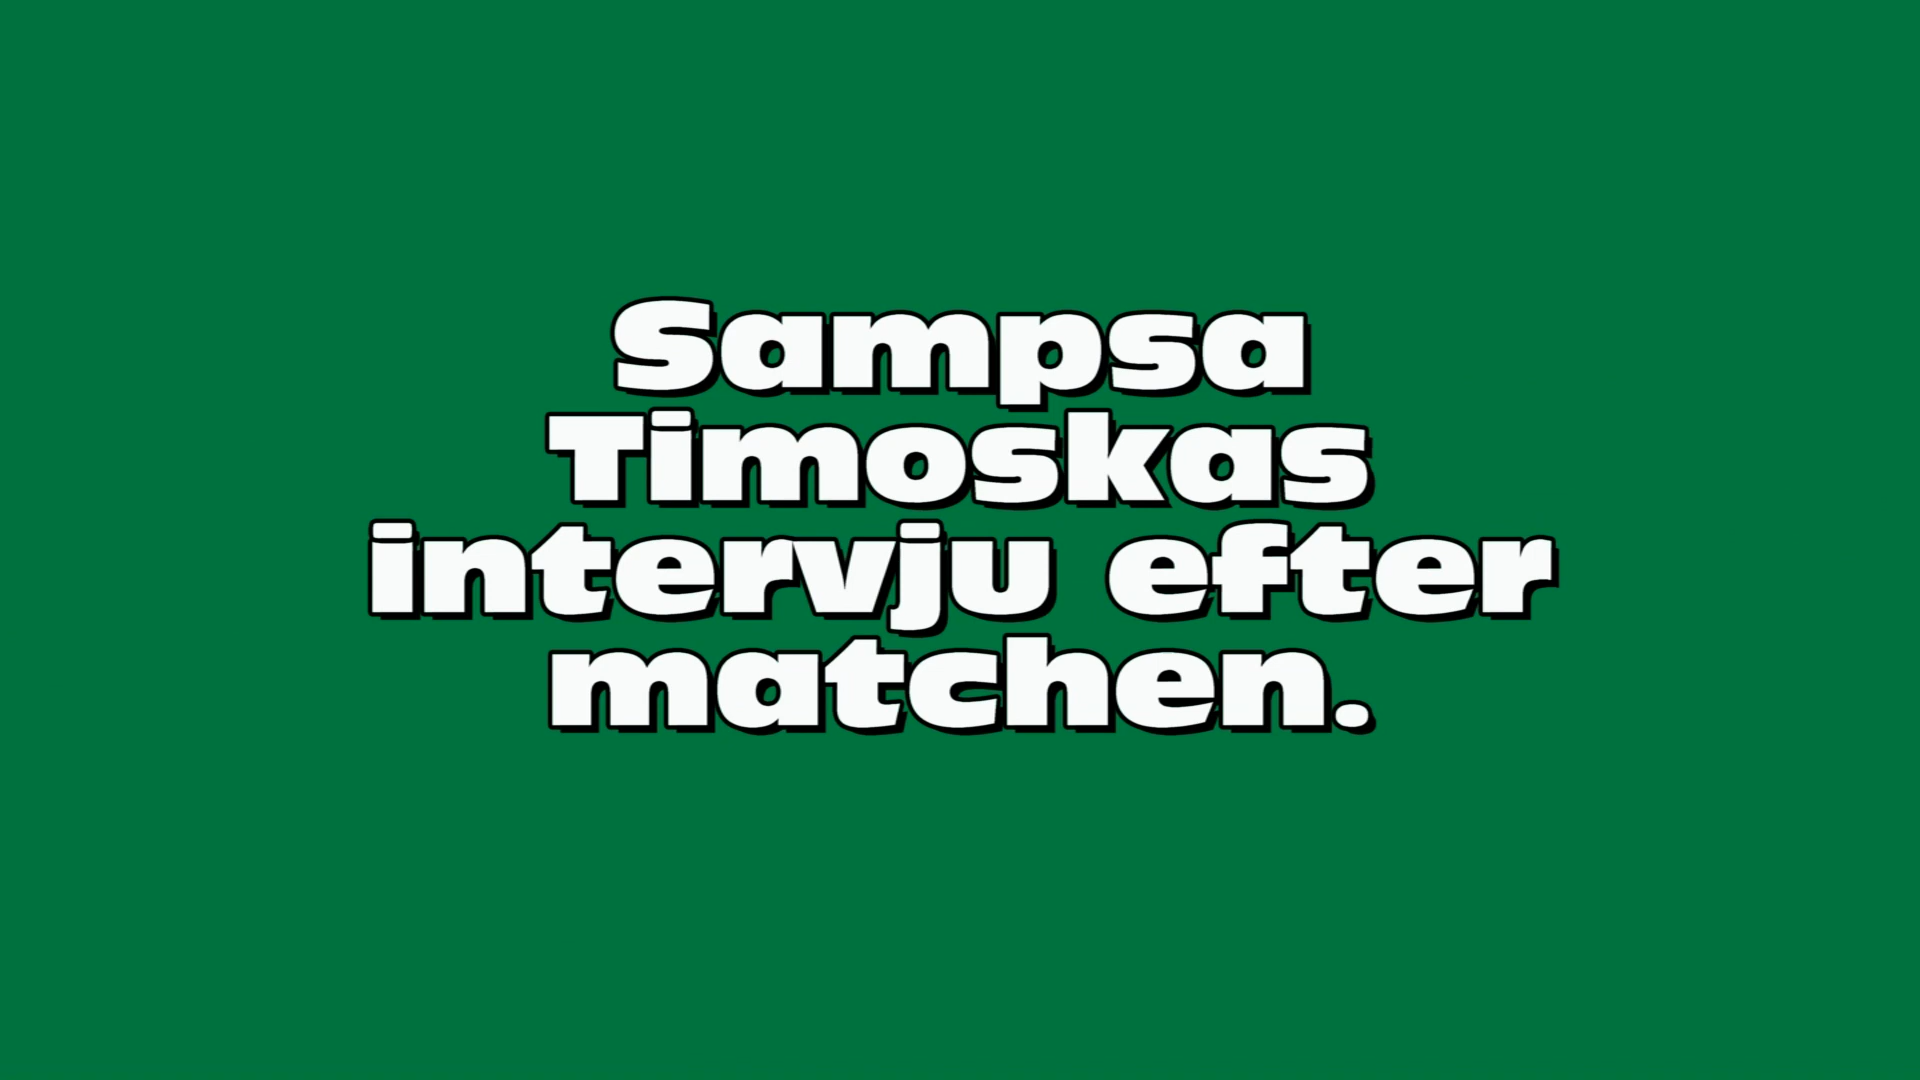 Sampsa
Timoskas
intervju efter
matchen.